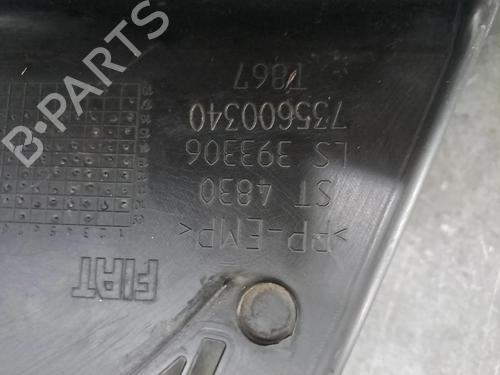 FIAT
>PP-EMP<
ST 4830
LS 393306
735600340
T867
B-PARTS